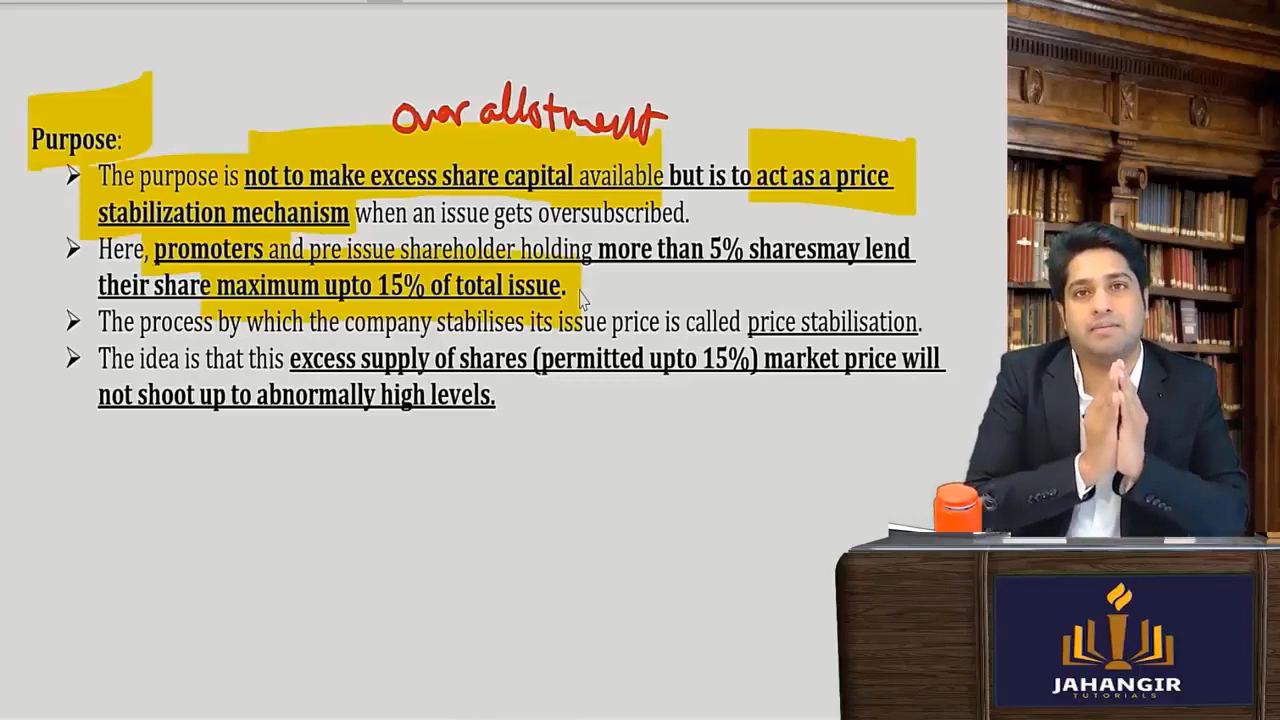 Over allotment
Purpose:
➢ The purpose is not to make excess share capital available but is to act as a price
stabilization mechanism when an issue gets oversubscribed.
➢ Here, promoters and pre issue shareholder holding more than 5% sharesmay lend
their share maximum upto 15% of total issue.
➢ The process by which the company stabilises its issue price is called price stabilisation.
➢ The idea is that this excess supply of shares (permitted upto 15%) market price will
not shoot up to abnormally high levels.
JAHANGIR
TUTORIALS